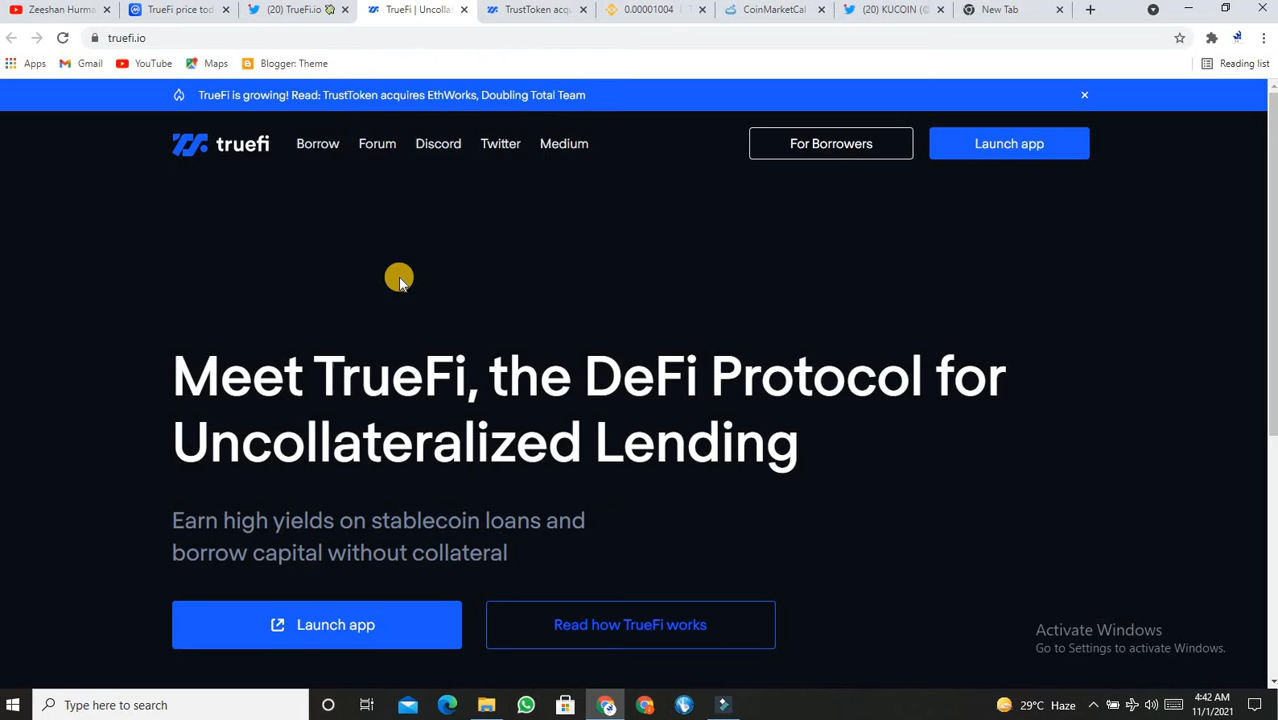 Zeeshan Hurma
TrueFi price tod
(20) TrueFi.io
TrueFi | Uncolla
TrustToken acqu
0.00001004
CoinMarketCal
(20) KUCOIN (@
New Tab
truefi.io
Apps
Gmail
YouTube
Maps
Blogger: Theme
Reading list
TrueFi is growing! Read: TrustToken acquires EthWorks, Doubling Total Team
truefi
Borrow
Forum
Discord
Twitter
Medium
For Borrowers
Launch app
Meet TrueFi, the DeFi Protocol for
Uncollateralized Lending
Earn high yields on stablecoin loans and
borrow capital without collateral
Launch app
Read how TrueFi works
Activate Windows
Go to Settings to activate Windows.
Type here to search
29°C Haze
4:42 AM
11/1/2021